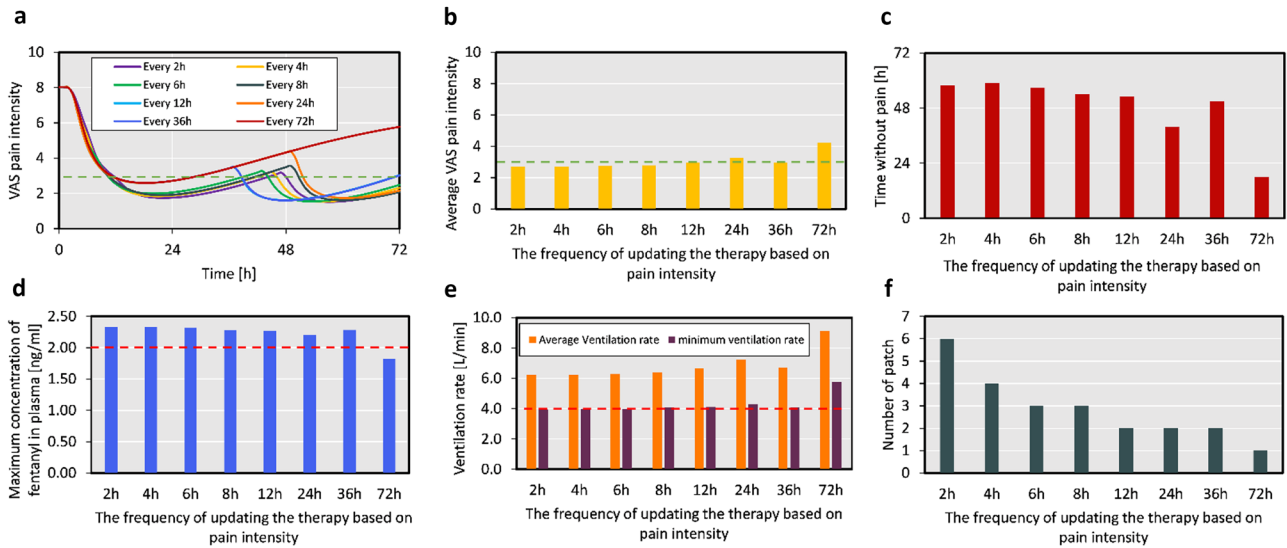 a
VAS pain intensity
10
8
6
4
2
0
Every 2h
Every 4h
Every 6h
Every 8h
Every 12h
Every 24h
Every 36h
Every 72h
0
24
48
72
Time [h]
b
Average VAS pain intensity
10
8
6
4
2
0
2h
4h
6h
8h
12h
24h
36h
72h
The frequency of updating the therapy based on
pain intensity
c
Time without pain [h]
72
48
24
0
2h
4h
6h
8h
12h
24h
36h
72h
The frequency of updating the therapy based on
pain intensity
d
Maximum concentration of
fentanyl in plasma [ng/ml]
2.50
2.00
1.50
1.00
0.50
0.00
2h
4h
6h
8h
12h
24h
36h
72h
The frequency of updating the therapy based on
pain intensity
e
Ventilation rate [L/min]
10.0
8.0
6.0
4.0
2.0
0.0
Average Ventilation rate
minimum ventilation rate
2h
4h
6h
8h
12h
24h
36h
72h
The frequency of updating the therapy based on
pain intensity
f
Number of patch
7
6
5
4
3
2
1
0
2h
4h
6h
8h
12h
24h
36h
72h
The frequency of updating the therapy based on
pain intensity